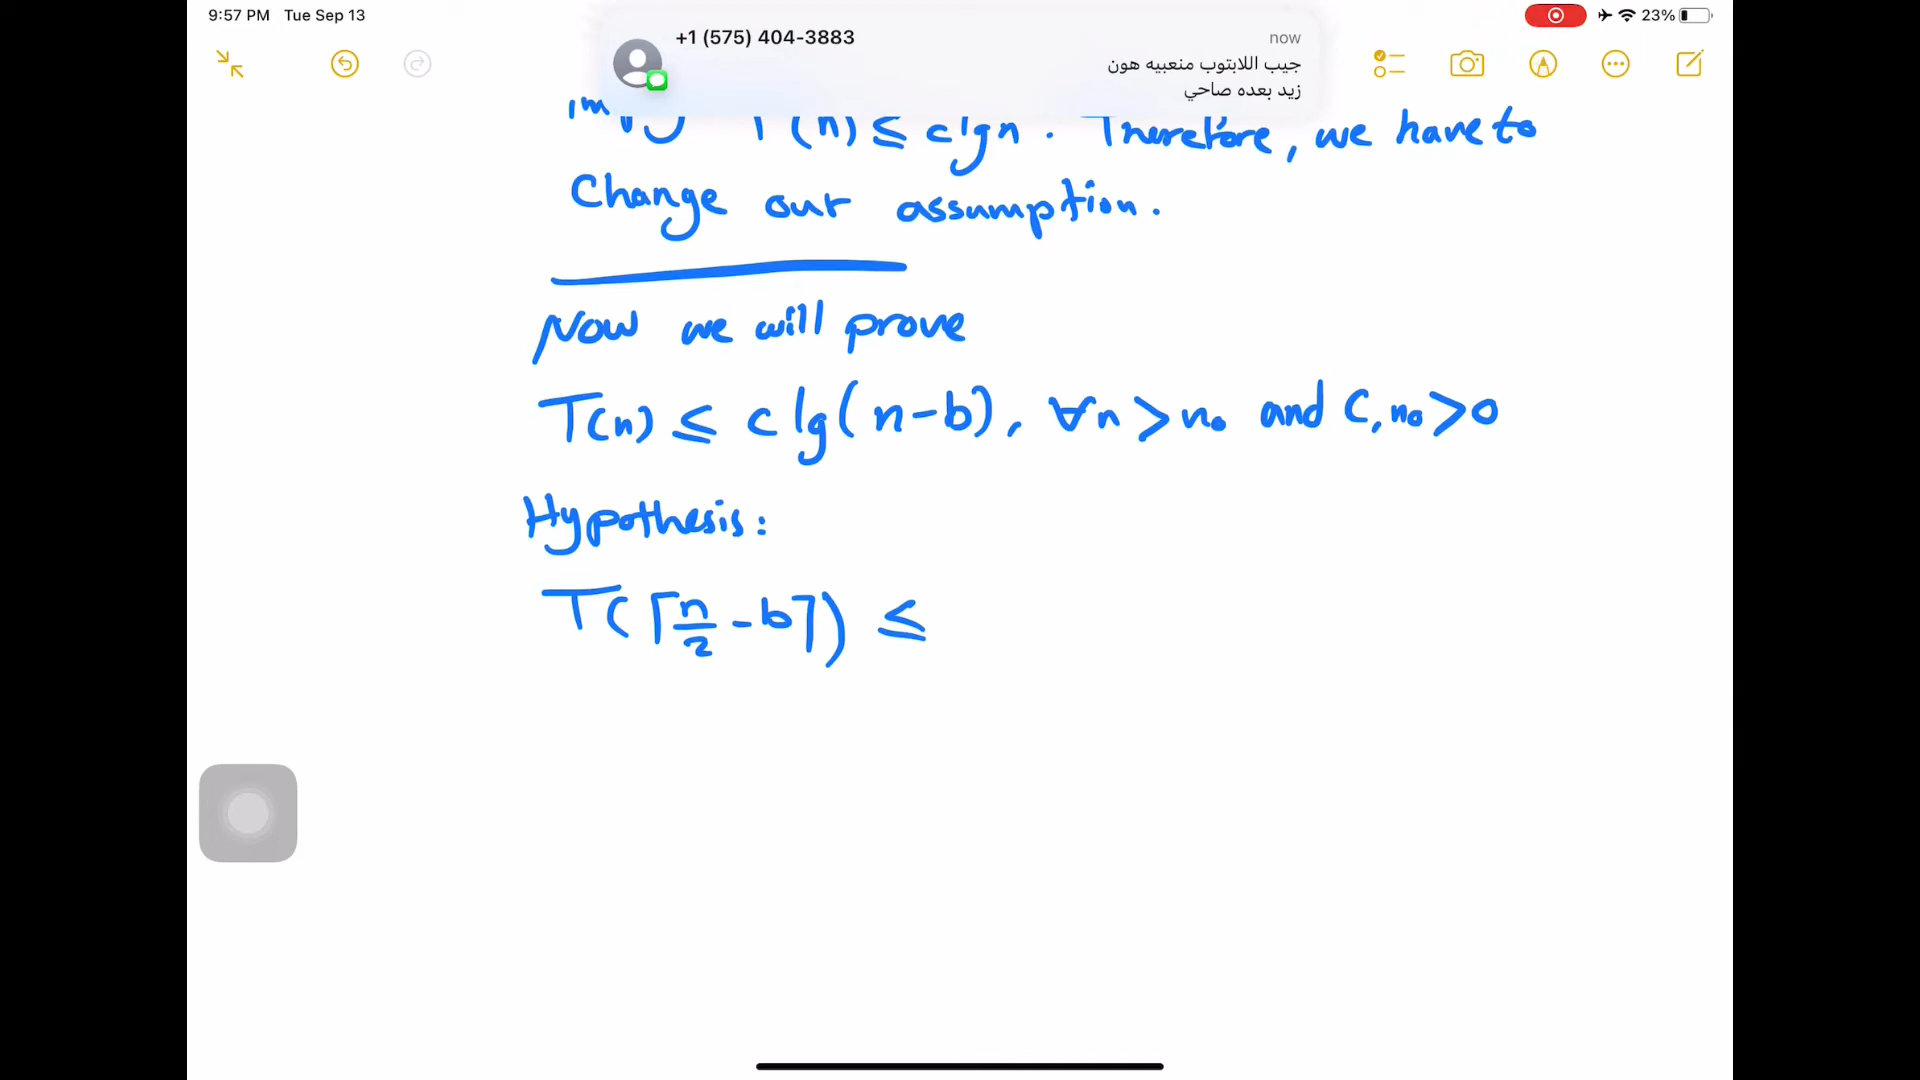 9:57 PM Tue Sep 13
23%
+1 (575) 404-3883
now
جيب اللابتوب منعبيه هون
زيد بعده صاحي
T(n) ≤ c lg n . Therefore, we have to
Change our assumption.
Now we will prove
T(n) ≤ c lg(n-b), ∀n > n₀ and C, n₀ > 0
Hypothesis:
T(⌈n/2 - b⌉) ≤